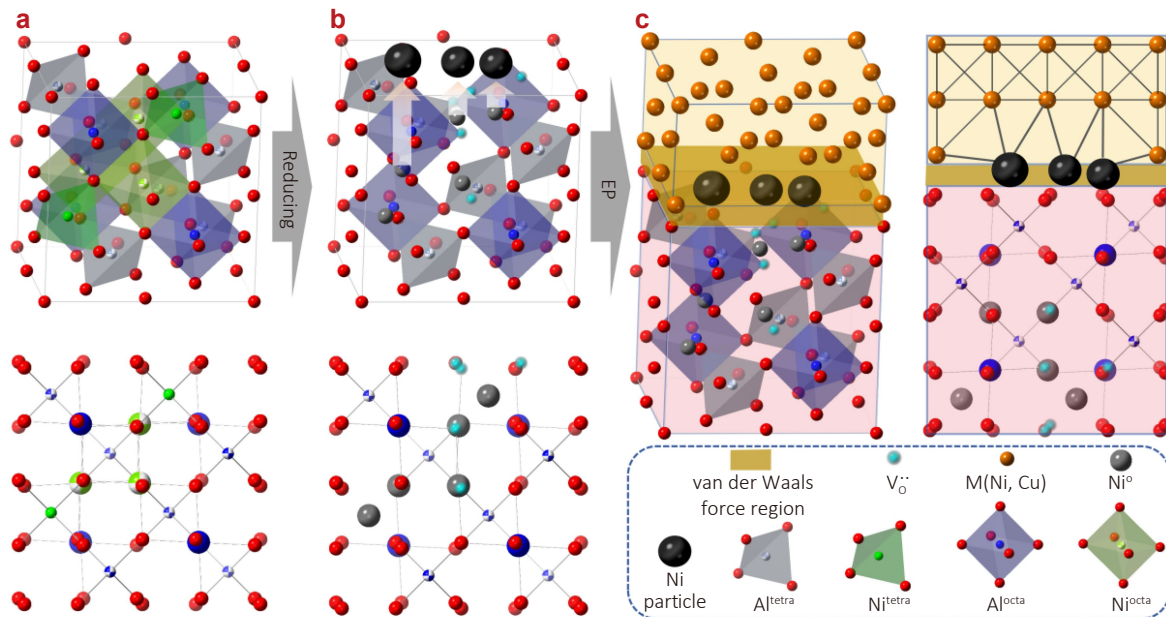 a
b
c
Reducing
EP
van der Waals
force region
V_O^••
M(Ni, Cu)
Ni⁰
Ni
particle
Al^tetra
Ni^tetra
Al^octa
Ni^octa